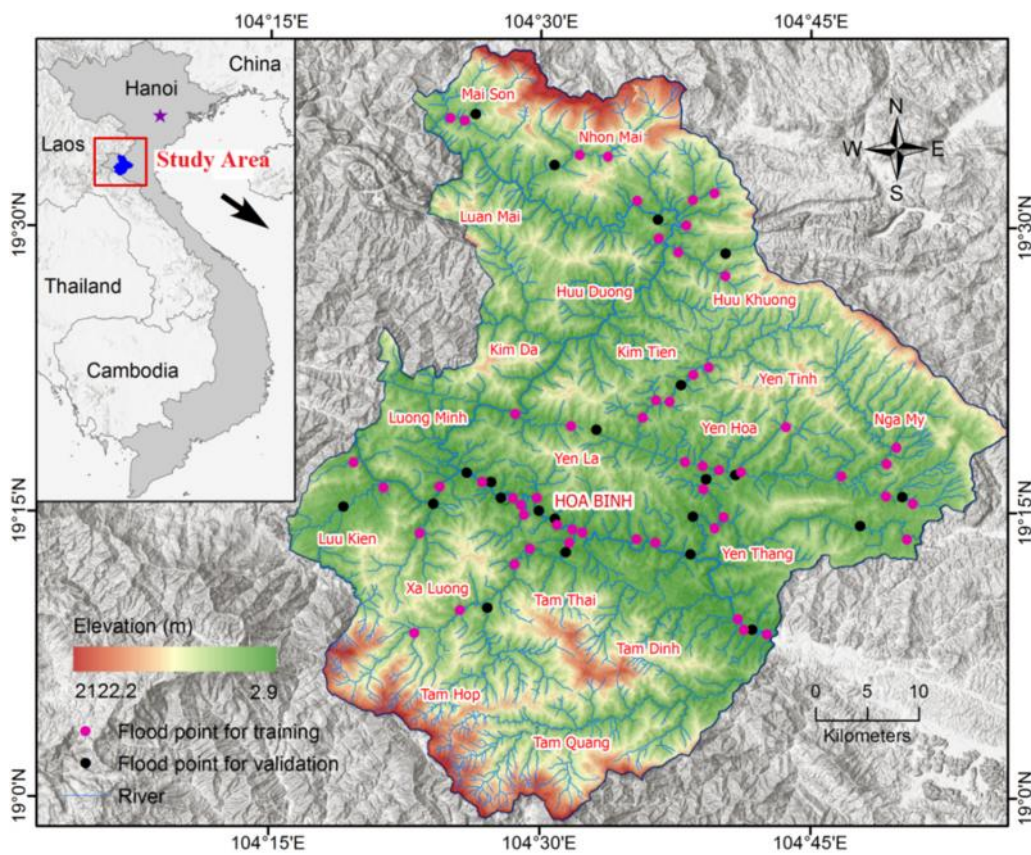 104°15'E 104°30'E 104°45'E
China
Hanoi
Laos
Study Area
Thailand
Cambodia
N
W E
S
19°30'N 19°30'N
19°15'N 19°15'N
19°0'N 19°0'N
Mai Son
Nhon Mai
Luan Mai
Huu Duong
Huu Khuong
Kim Da
Kim Tien
Yen Tinh
Luong Minh
Yen Hoa
Nga My
Yen La
HOA BINH
Luu Kien
Yen Thang
Xa Luong
Tam Thai
Tam Dinh
Tam Hop
Tam Quang
Elevation (m)
2122.2 2.9
Flood point for training
Flood point for validation
River
0 5 10
Kilometers
104°15'E 104°30'E 104°45'E